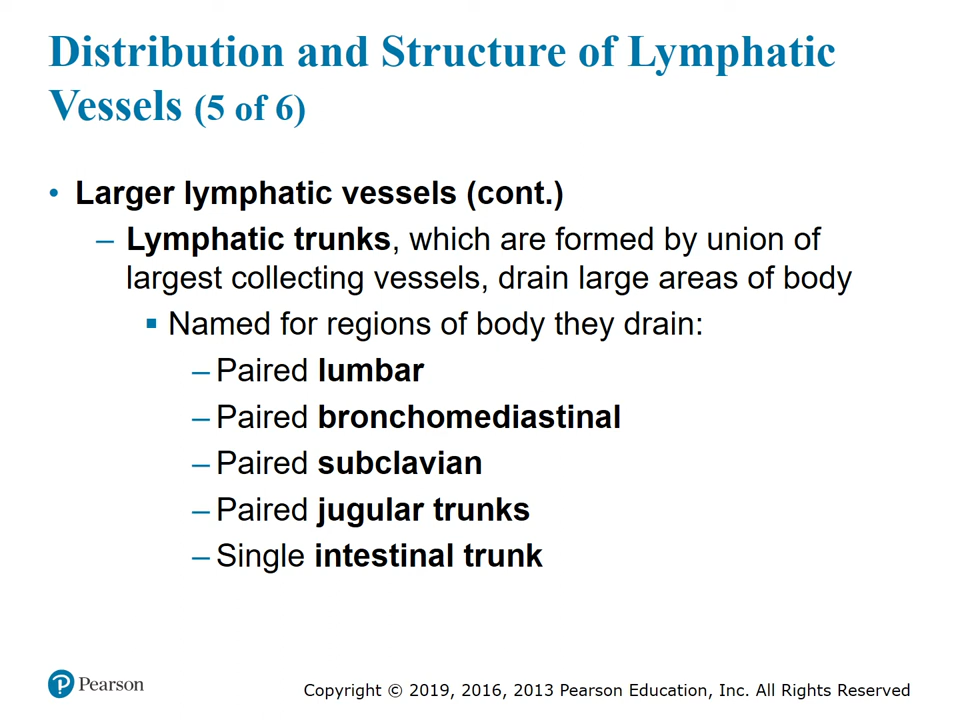 Distribution and Structure of Lymphatic
Vessels (5 of 6)
• Larger lymphatic vessels (cont.)
– Lymphatic trunks, which are formed by union of
largest collecting vessels, drain large areas of body
▪ Named for regions of body they drain:
– Paired lumbar
– Paired bronchomediastinal
– Paired subclavian
– Paired jugular trunks
– Single intestinal trunk
Pearson
Copyright © 2019, 2016, 2013 Pearson Education, Inc. All Rights Reserved